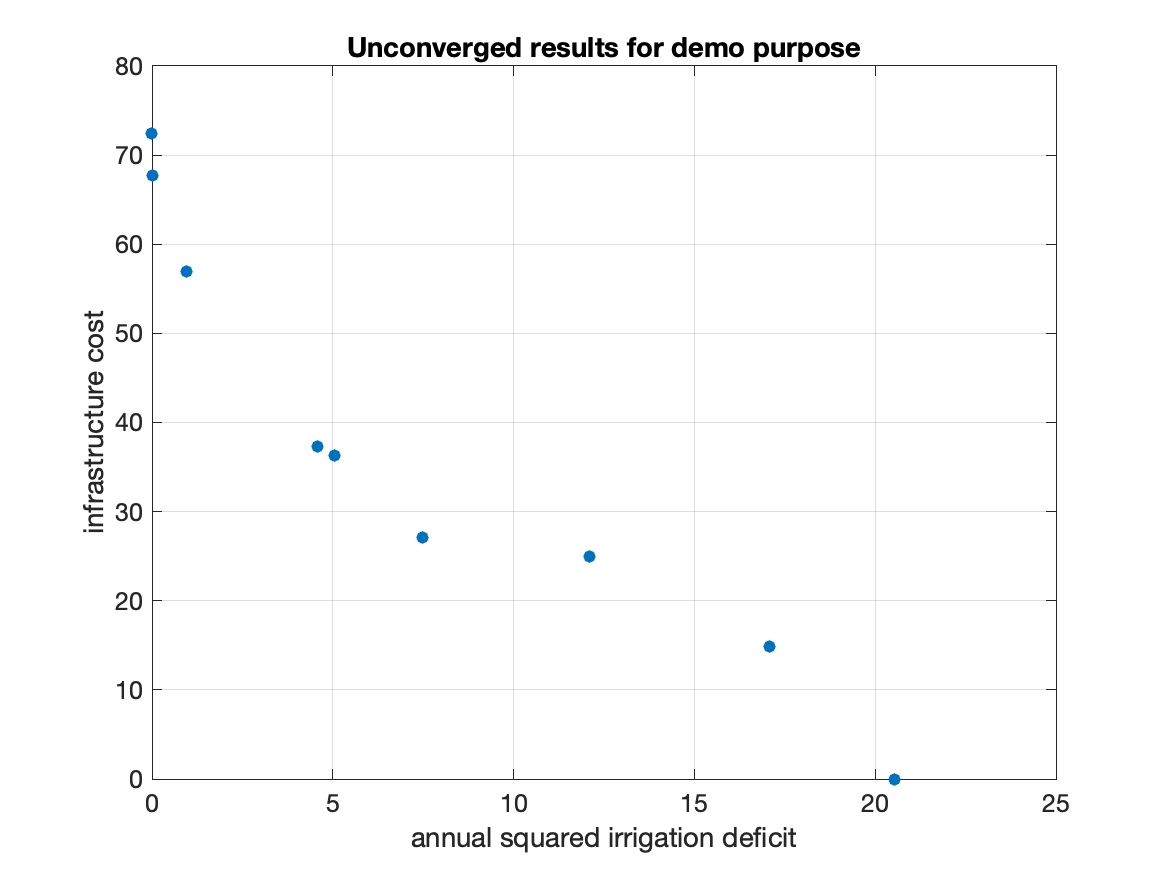 Unconverged results for demo purpose
80
70
60
50
40
30
20
10
0
infrastructure cost
0 5 10 15 20 25
annual squared irrigation deficit